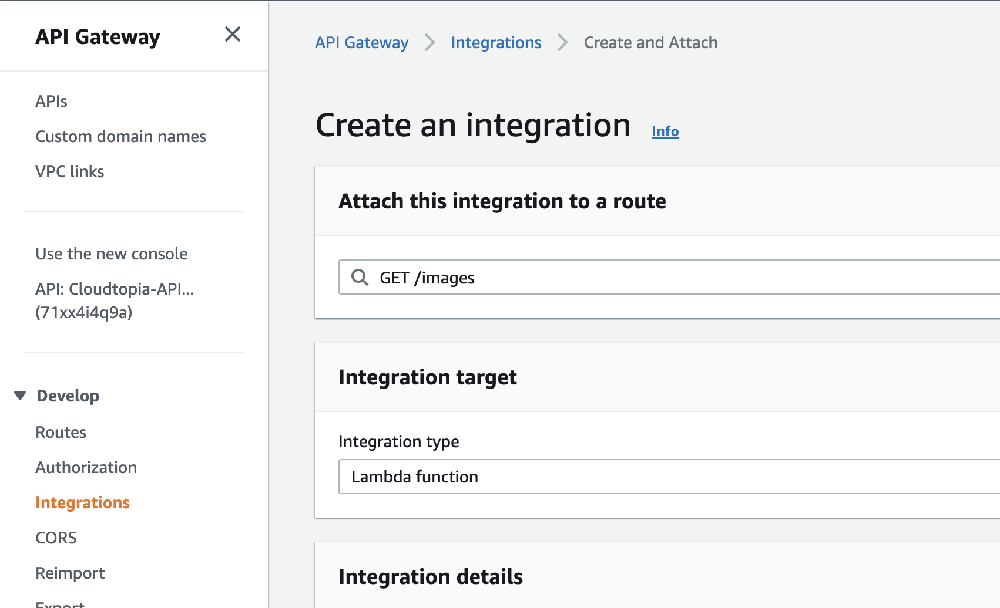 API Gateway
APIs
Custom domain names
VPC links
Use the new console
API: Cloudtopia-API...
(71xx4i4q9a)
Develop
Routes
Authorization
Integrations
CORS
Reimport
Export
API Gateway > Integrations > Create and Attach
Create an integration Info
Attach this integration to a route
GET /images
Integration target
Integration type
Lambda function
Integration details